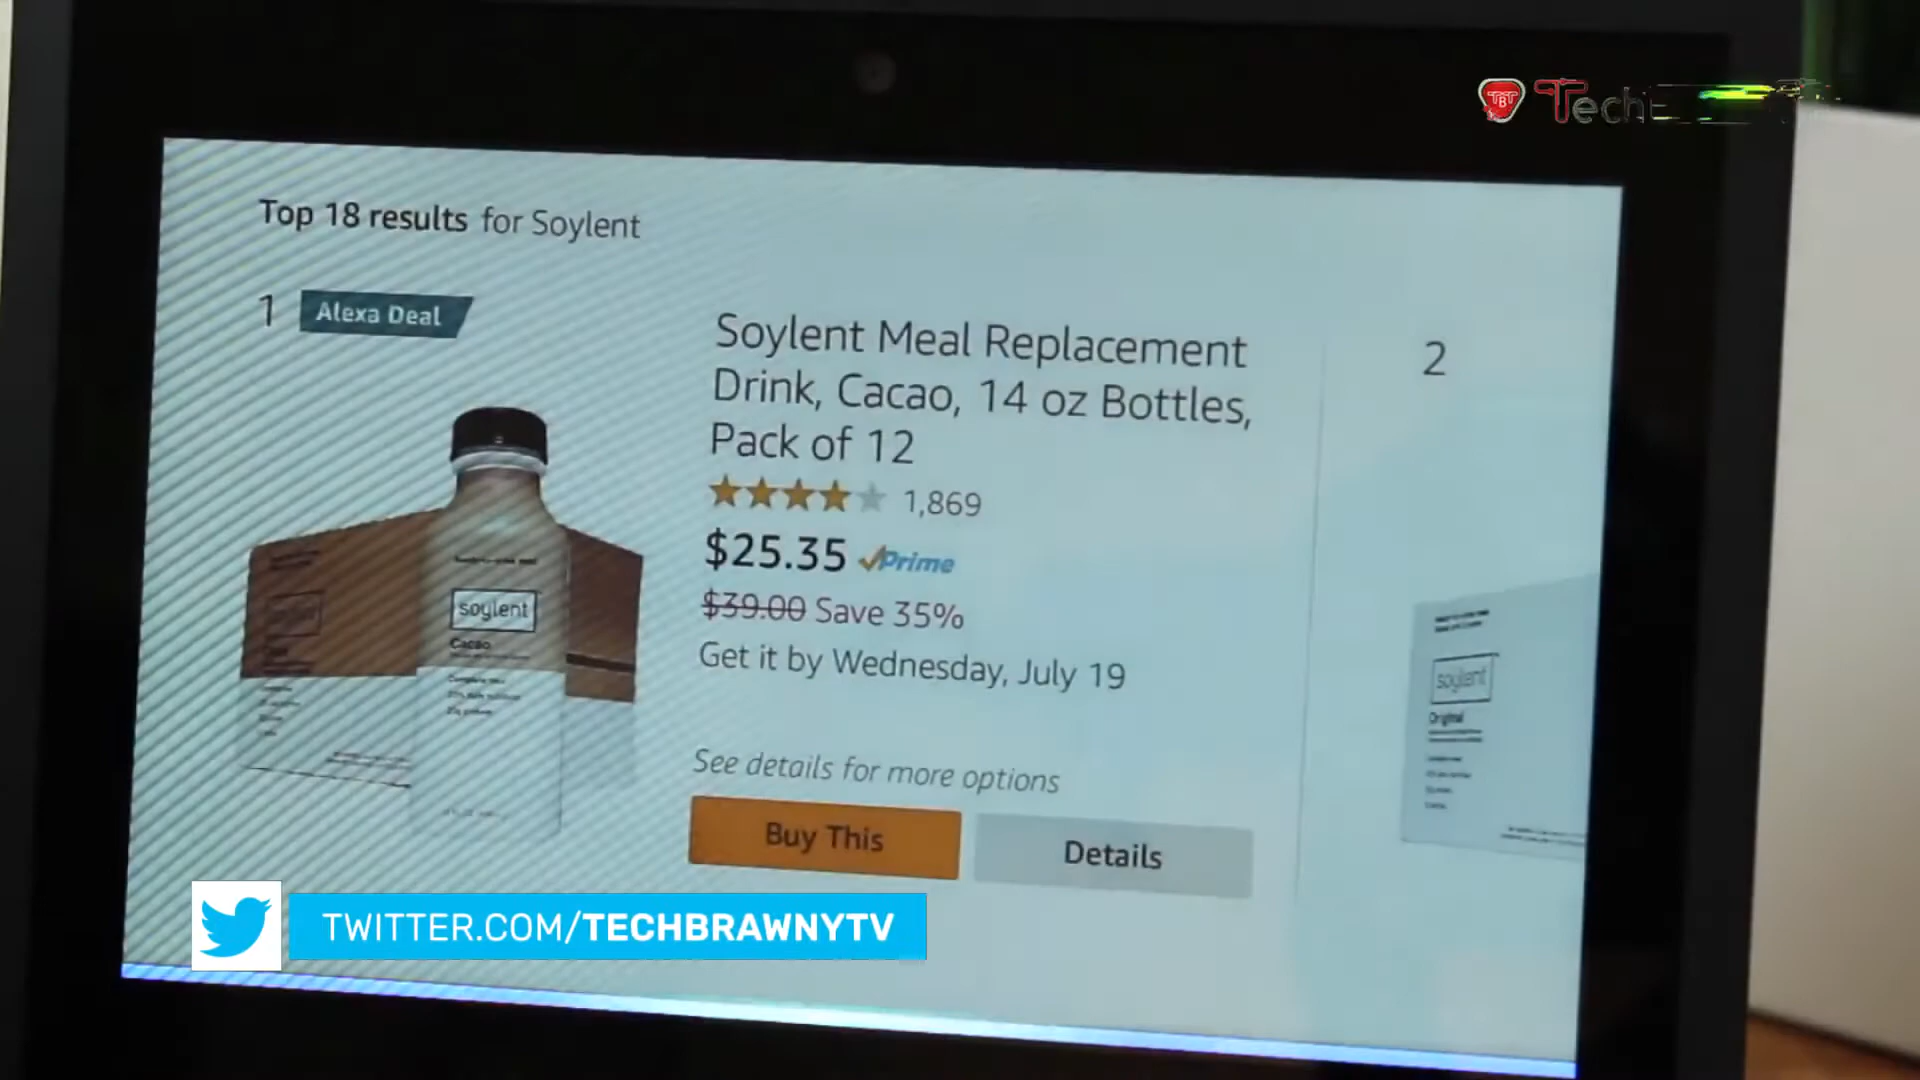 TBT Tech
Top 18 results for Soylent
1 Alexa Deal
Soylent Meal Replacement
Drink, Cacao, 14 oz Bottles,
Pack of 12
1,869
$25.35 Prime
$39.00 Save 35%
Get it by Wednesday, July 19
See details for more options
Buy This
Details
soylent
Cacao
2
soylent
Original
TWITTER.COM/TECHBRAWNYTV